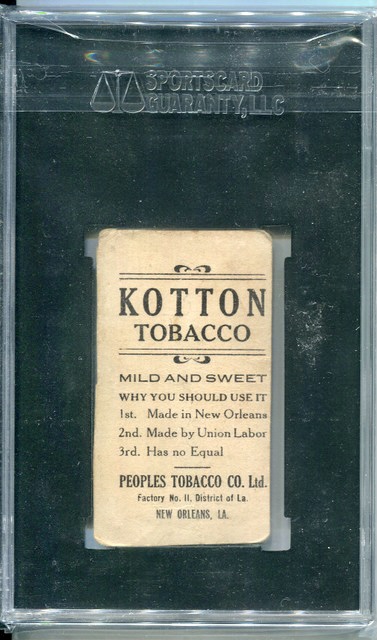 SPORTSCARD
GUARANTY, LLC
KOTTON
TOBACCO
MILD AND SWEET
WHY YOU SHOULD USE IT
1st. Made in New Orleans
2nd. Made by Union Labor
3rd. Has no Equal
PEOPLES TOBACCO CO. Ltd.
Factory No. 11, District of La.
NEW ORLEANS, LA.